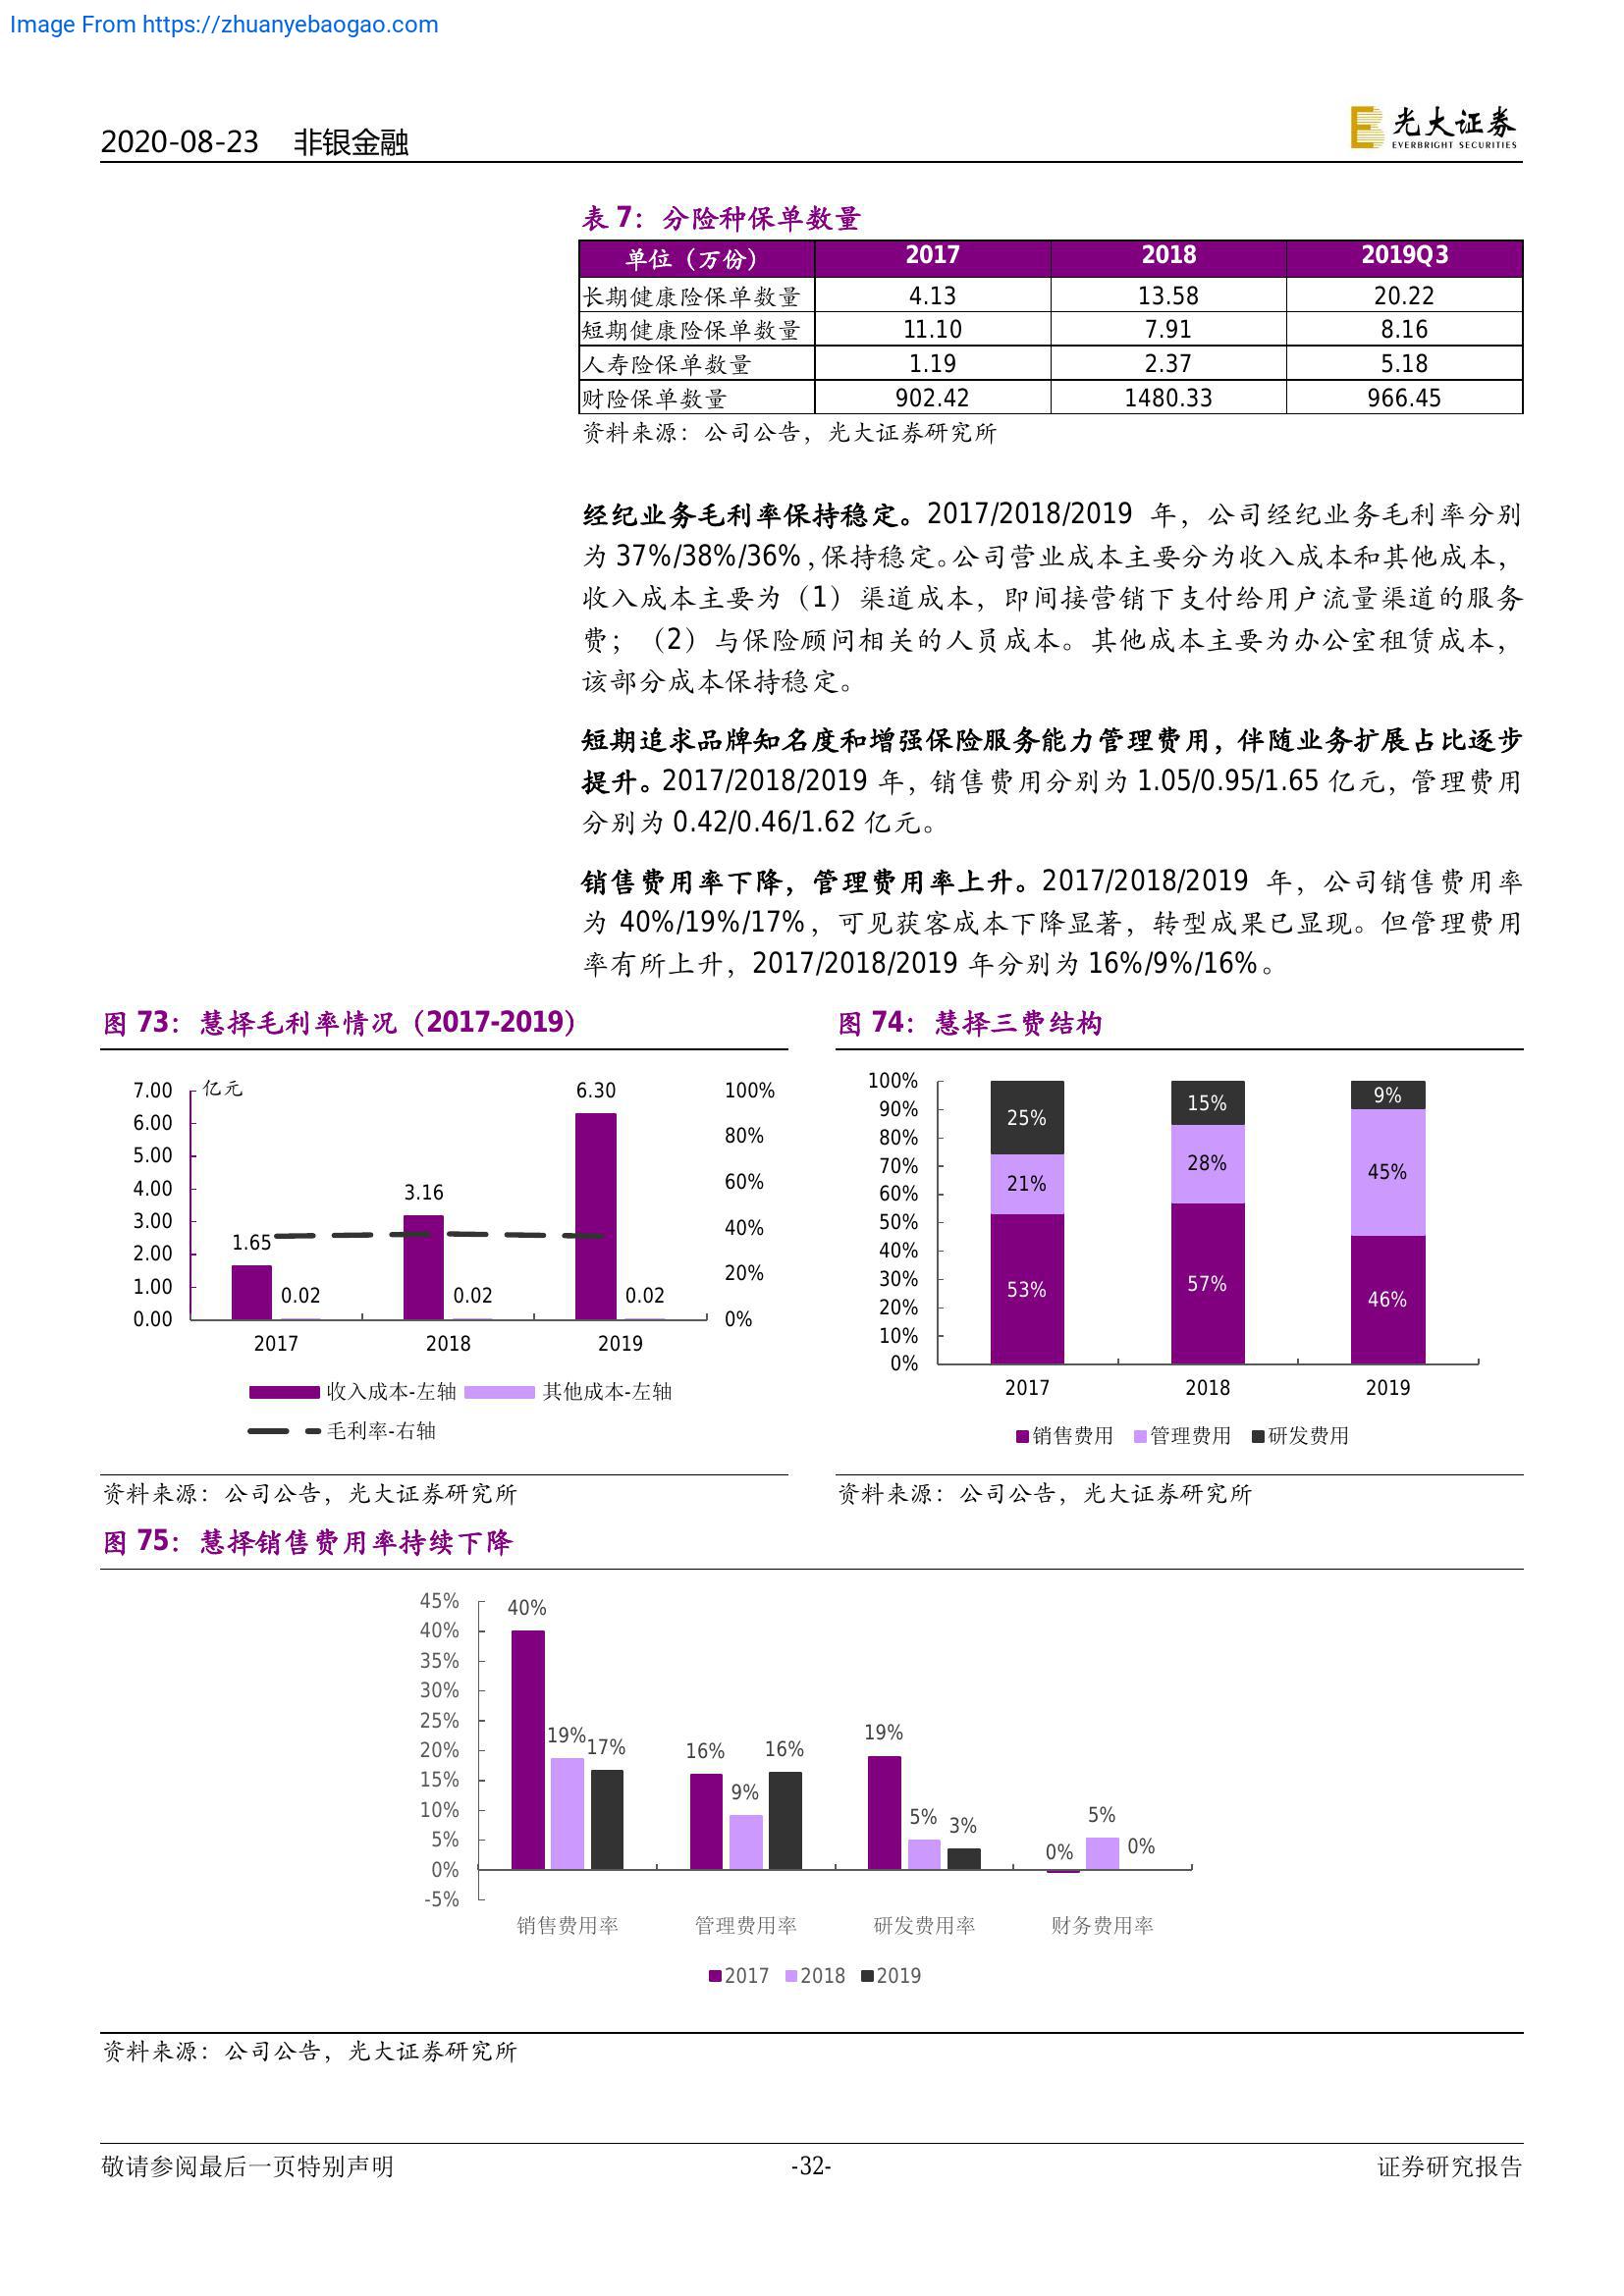 Image From https://zhuanyebaogao.com
2020-08-23 非银金融
光大证券
EVERBRIGHT SECURITIES
表 7：分险种保单数量
单位（万份） 2017 2018 2019Q3
长期健康险保单数量 4.13 13.58 20.22
短期健康险保单数量 11.10 7.91 8.16
人寿险保单数量 1.19 2.37 5.18
财险保单数量 902.42 1480.33 966.45
资料来源：公司公告，光大证券研究所
经纪业务毛利率保持稳定。2017/2018/2019 年，公司经纪业务毛利率分别
为 37%/38%/36%，保持稳定。公司营业成本主要分为收入成本和其他成本，
收入成本主要为（1）渠道成本，即间接营销下支付给用户流量渠道的服务
费；（2）与保险顾问相关的人员成本。其他成本主要为办公室租赁成本，
该部分成本保持稳定。
短期追求品牌知名度和增强保险服务能力管理费用，伴随业务扩展占比逐步
提升。2017/2018/2019 年，销售费用分别为 1.05/0.95/1.65 亿元，管理费用
分别为 0.42/0.46/1.62 亿元。
销售费用率下降，管理费用率上升。2017/2018/2019 年，公司销售费用率
为 40%/19%/17%，可见获客成本下降显著，转型成果已显现。但管理费用
率有所上升，2017/2018/2019 年分别为 16%/9%/16%。
图 73：慧择毛利率情况（2017-2019）
亿元
7.00
6.00
5.00
4.00
3.00
2.00
1.00
0.00
1.65
0.02
3.16
0.02
6.30
0.02
100%
80%
60%
40%
20%
0%
2017 2018 2019
收入成本-左轴 其他成本-左轴
毛利率-右轴
资料来源：公司公告，光大证券研究所
图 74：慧择三费结构
100%
90%
80%
70%
60%
50%
40%
30%
20%
10%
0%
25% 15% 9%
21% 28% 45%
53% 57% 46%
2017 2018 2019
销售费用 管理费用 研发费用
资料来源：公司公告，光大证券研究所
图 75：慧择销售费用率持续下降
45%
40%
35%
30%
25%
20%
15%
10%
5%
0%
-5%
40% 19% 17%
16% 9% 16%
19% 5% 3%
0% 5% 0%
销售费用率 管理费用率 研发费用率 财务费用率
2017 2018 2019
资料来源：公司公告，光大证券研究所
敬请参阅最后一页特别声明 -32- 证券研究报告